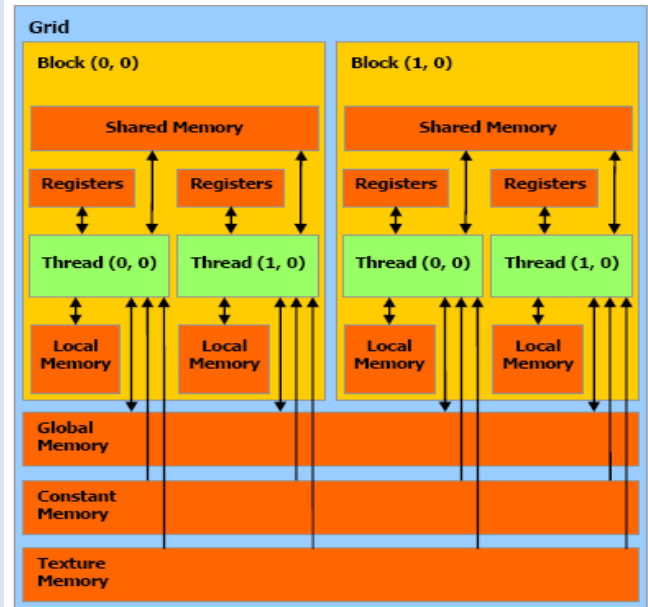 Grid
Block (0, 0)
Block (1, 0)
Shared Memory
Shared Memory
Registers
Registers
Registers
Registers
Thread (0, 0)
Thread (1, 0)
Thread (0, 0)
Thread (1, 0)
Local
Memory
Local
Memory
Local
Memory
Local
Memory
Global
Memory
Constant
Memory
Texture
Memory